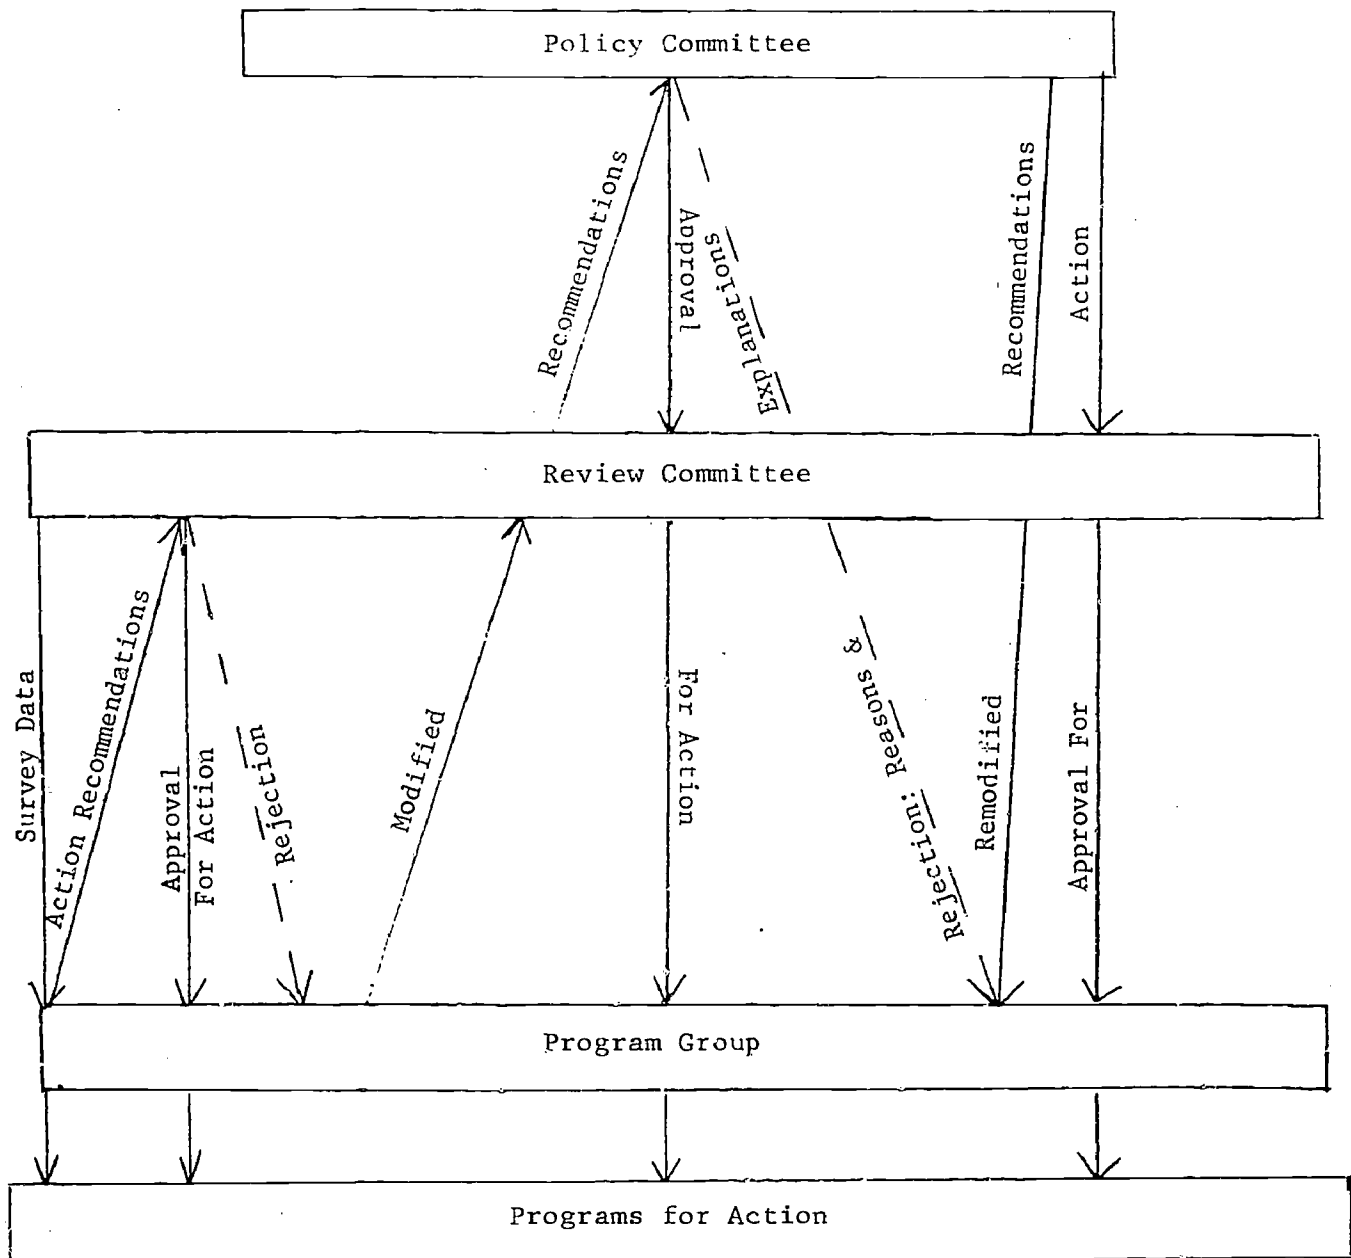 Policy Committee
Recommendations
Approval
Explanations
Recommendations
Action
Review Committee
Survey Data
Action Recommendations
Approval
For Action
Rejection
Modified
For Action
Rejection: Reasons &
Remodified
Approval For
Program Group
Programs for Action